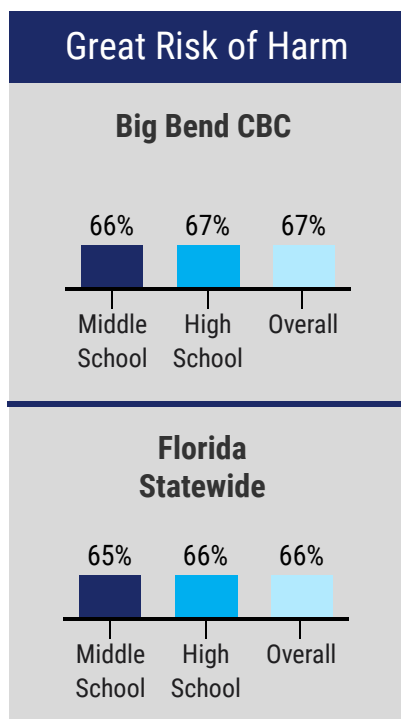 Great Risk of Harm
Big Bend CBC
66% 67% 67%
Middle School High School Overall
Florida
Statewide
65% 66% 66%
Middle School High School Overall